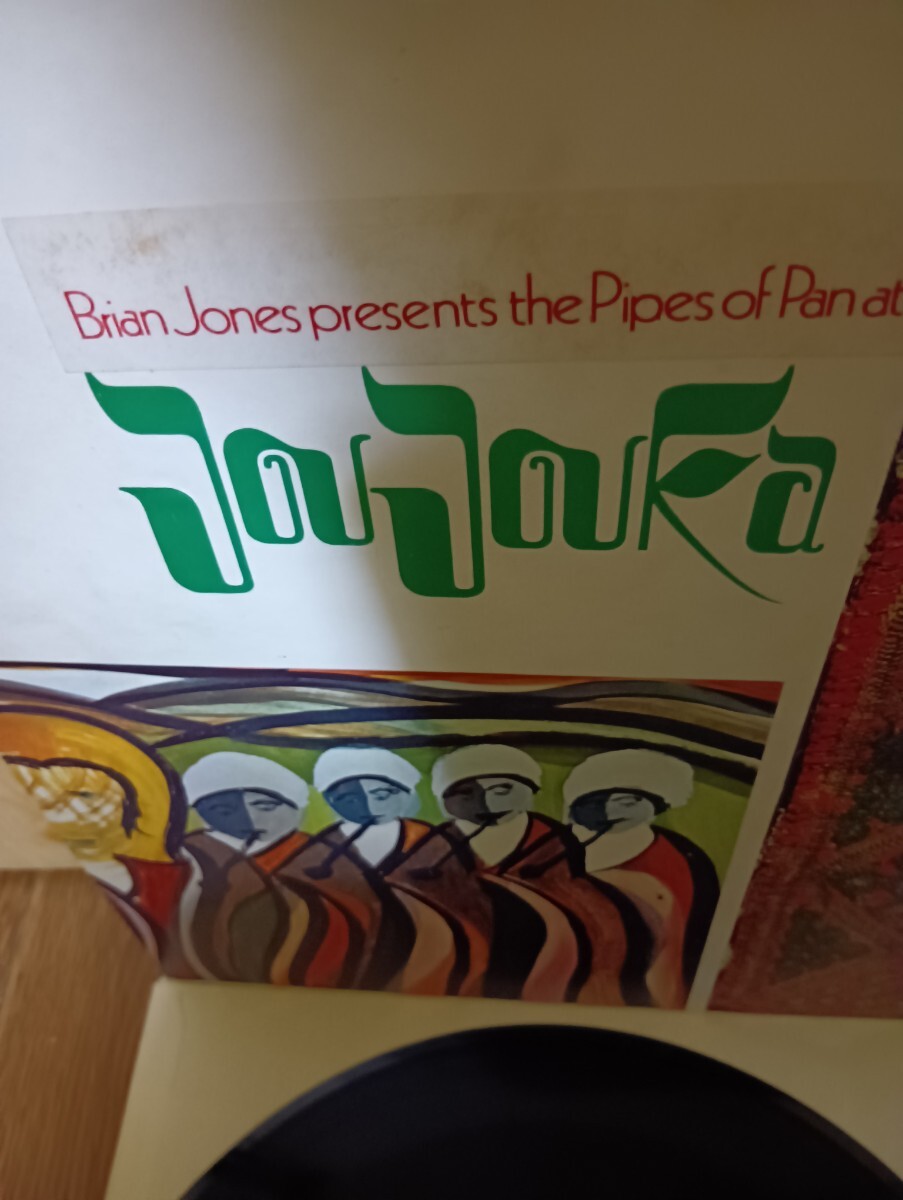 Brian Jones presents the Pipes of Pan at
JouJouka